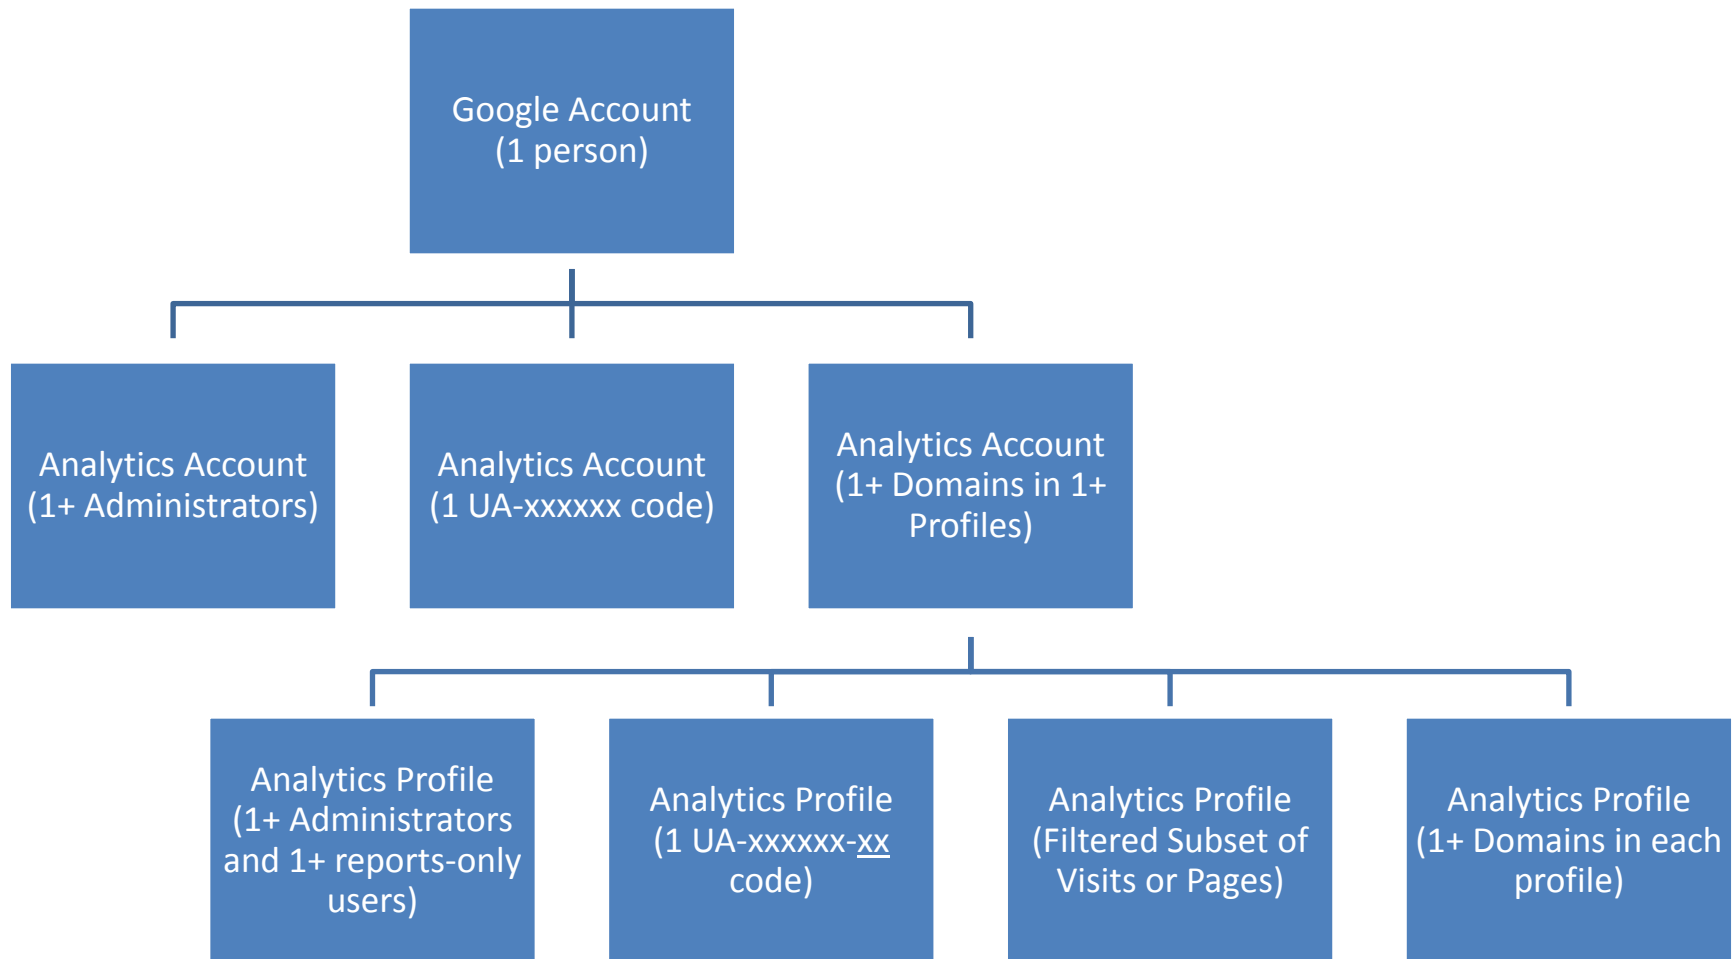 Google Account
(1 person)
Analytics Account
(1+ Administrators)
Analytics Account
(1 UA-xxxxxx code)
Analytics Account
(1+ Domains in 1+
Profiles)
Analytics Profile
(1+ Administrators
and 1+ reports-only
users)
Analytics Profile
(1 UA-xxxxxx-xx
code)
Analytics Profile
(Filtered Subset of
Visits or Pages)
Analytics Profile
(1+ Domains in each
profile)